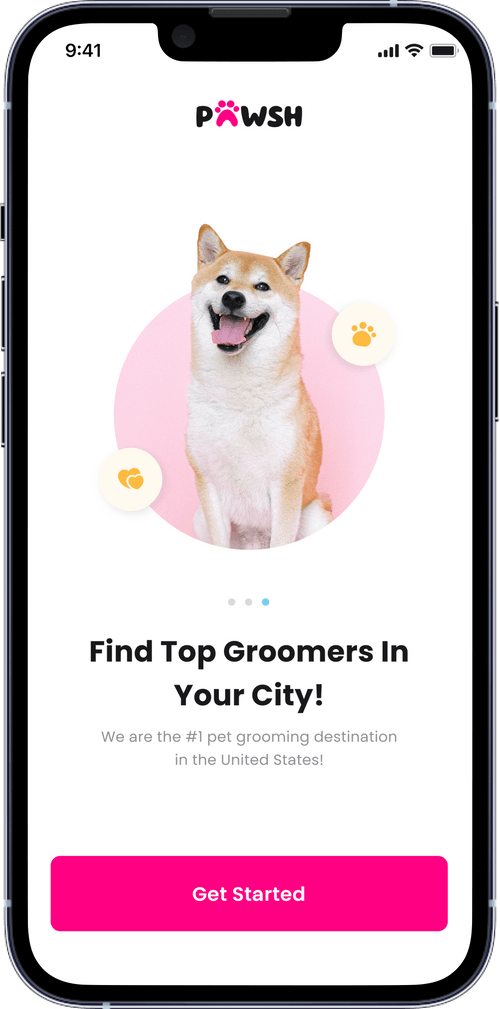 9:41
PAWSH
Find Top Groomers In
Your City!
We are the #1 pet grooming destination
in the United States!
Get Started